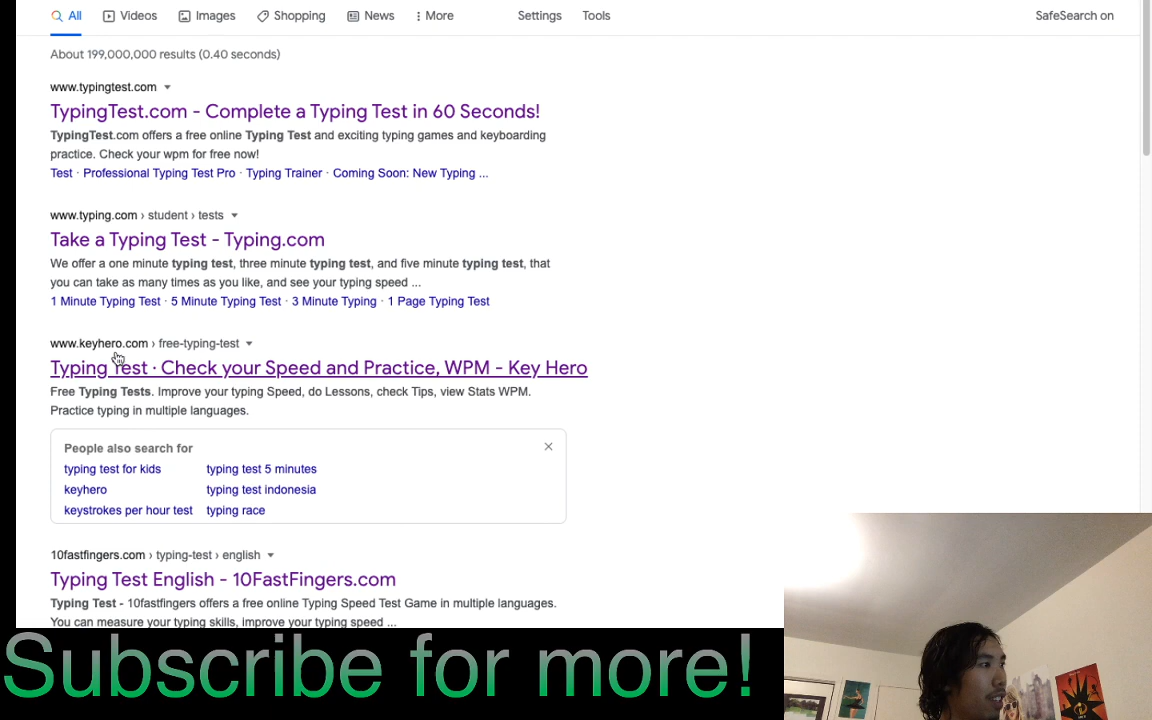 All Videos Images Shopping News More Settings Tools SafeSearch on
About 199,000,000 results (0.40 seconds)
www.typingtest.com
TypingTest.com - Complete a Typing Test in 60 Seconds!
TypingTest.com offers a free online Typing Test and exciting typing games and keyboarding
practice. Check your wpm for free now!
Test · Professional Typing Test Pro · Typing Trainer · Coming Soon: New Typing ...
www.typing.com › student › tests
Take a Typing Test - Typing.com
We offer a one minute typing test, three minute typing test, and five minute typing test, that
you can take as many times as you like, and see your typing speed ...
1 Minute Typing Test · 5 Minute Typing Test · 3 Minute Typing · 1 Page Typing Test
www.keyhero.com › free-typing-test
Typing Test · Check your Speed and Practice, WPM - Key Hero
Free Typing Tests. Improve your typing Speed, do Lessons, check Tips, view Stats WPM.
Practice typing in multiple languages.
People also search for
typing test for kids typing test 5 minutes
keyhero typing test indonesia
keystrokes per hour test typing race
10fastfingers.com › typing-test › english
Typing Test English - 10FastFingers.com
Typing Test - 10fastfingers offers a free online Typing Speed Test Game in multiple languages.
You can measure your typing skills, improve your typing speed ...
Subscribe for more!